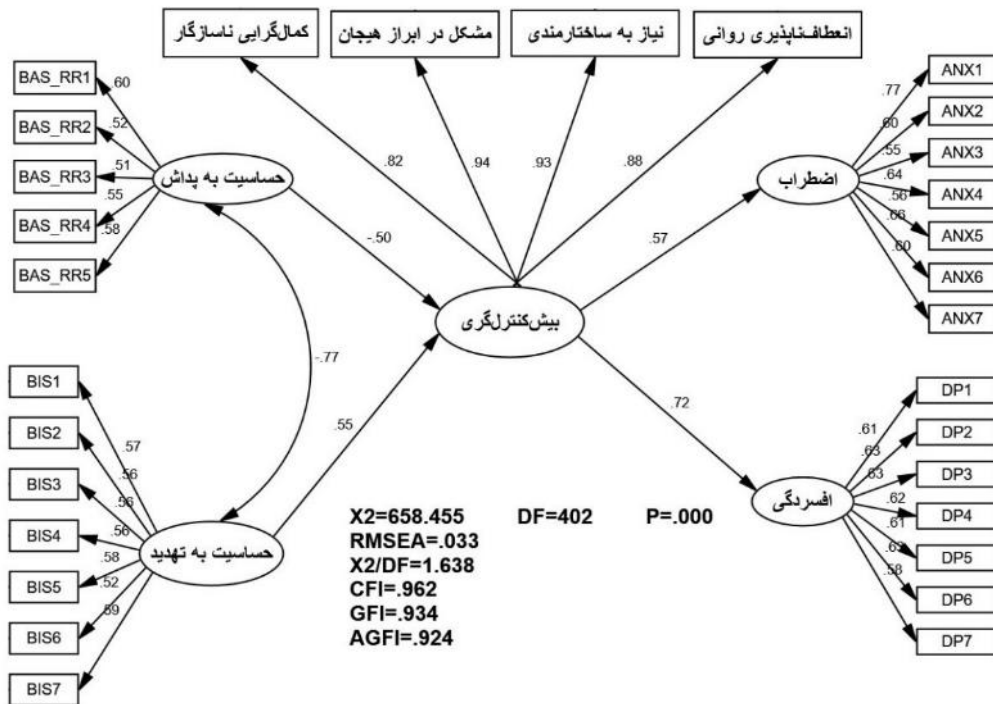 کمال‌گرایی ناسازگار
مشکل در ابراز هیجان
نیاز به ساختارمندی
انعطاف‌ناپذیری روانی
BAS_RR1
BAS_RR2
BAS_RR3
BAS_RR4
BAS_RR5
.60
.52
.51
.55
.58
حساسیت به پداش
.82
.94
.93
.88
اضطراب
.77
.60
.55
.64
.56
.66
.60
ANX1
ANX2
ANX3
ANX4
ANX5
ANX6
ANX7
-.50
.57
بیش‌کنترل‌گری
-.77
.55
.72
BIS1
BIS2
BIS3
BIS4
BIS5
BIS6
BIS7
.57
.56
.56
.56
.58
.52
.59
حساسیت به تهدید
افسردگی
.61
.63
.63
.62
.61
.63
.58
DP1
DP2
DP3
DP4
DP5
DP6
DP7
X2=658.455 DF=402 P=.000
RMSEA=.033
X2/DF=1.638
CFI=.962
GFI=.934
AGFI=.924